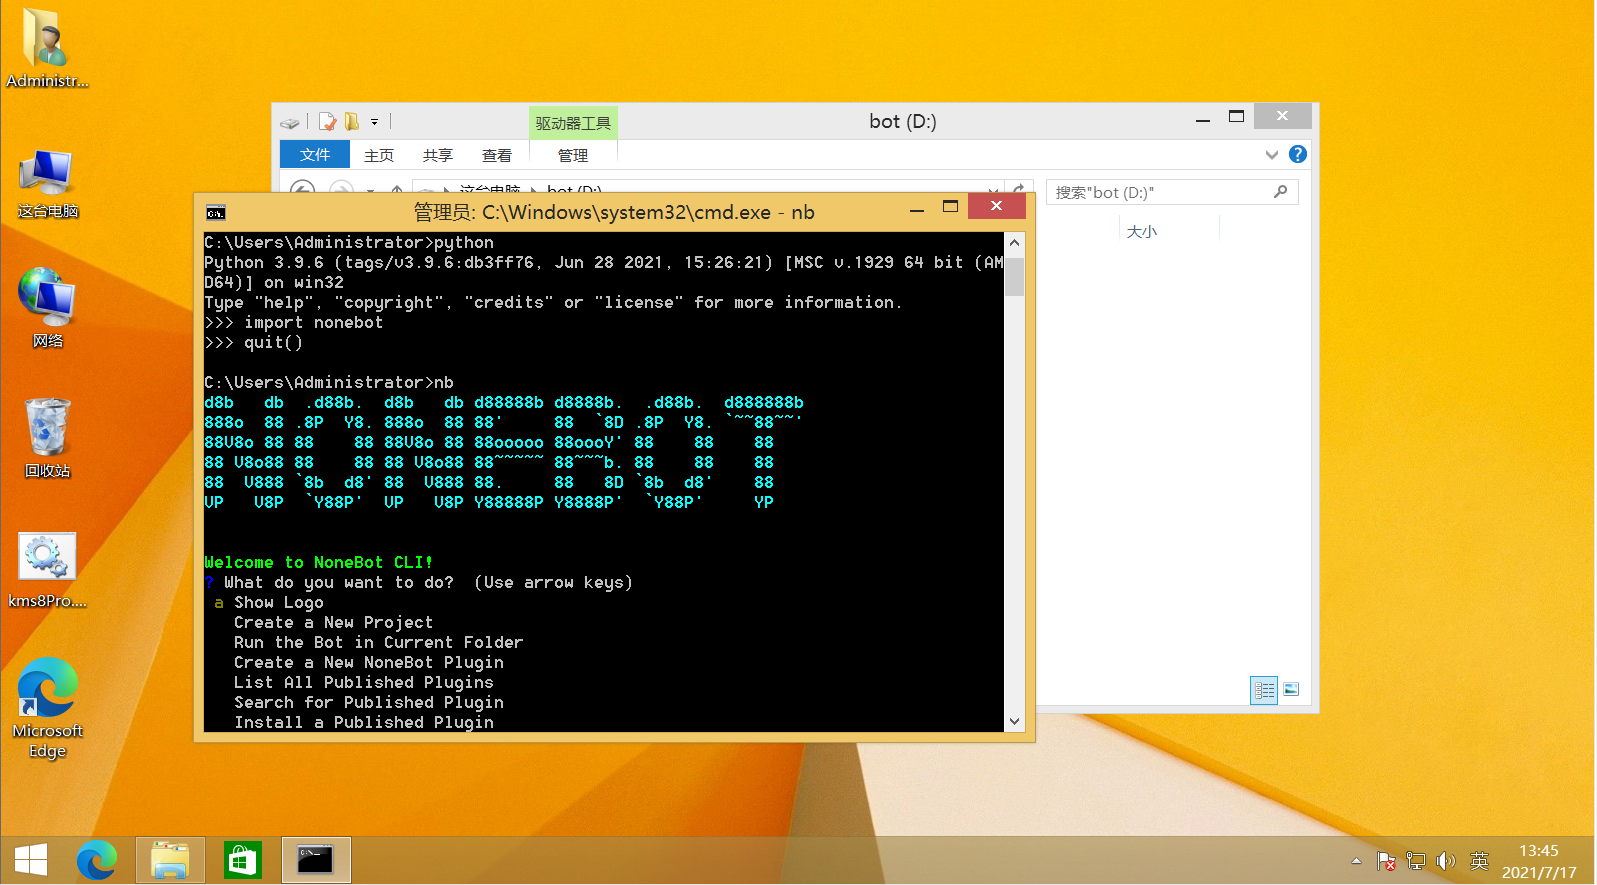 Administr...
这台电脑
网络
回收站
kms8Pro....
Microsoft
Edge
驱动器工具
bot (D:)
文件
主页
共享
查看
管理
这台电脑
bot (D:)
搜索"bot (D:)"
大小
管理员: C:\Windows\system32\cmd.exe - nb
C:\Users\Administrator>python
Python 3.9.6 (tags/v3.9.6:db3ff76, Jun 28 2021, 15:26:21) [MSC v.1929 64 bit (AM
D64)] on win32
Type "help", "copyright", "credits" or "license" for more information.
>>> import nonebot
>>> quit()
C:\Users\Administrator>nb
d8b   db  .d88b.  d8b   db d88888b d8888b.  .d88b.  d888888b
888o  88 .8P  Y8. 888o  88 88'     88  `8D .8P  Y8. `~~88~~'
88V8o 88 88    88 88V8o 88 88ooooo 88oooY' 88    88    88
88 V8o88 88    88 88 V8o88 88~~~~~ 88~~~b. 88    88    88
88  V888 `8b  d8' 88  V888 88.     88   8D `8b  d8'    88
VP   V8P  `Y88P'  VP   V8P Y88888P Y8888P'  `Y88P'     YP
Welcome to NoneBot CLI!
? What do you want to do?  (Use arrow keys)
a Show Logo
Create a New Project
Run the Bot in Current Folder
Create a New NoneBot Plugin
List All Published Plugins
Search for Published Plugin
Install a Published Plugin
英
13:45
2021/7/17